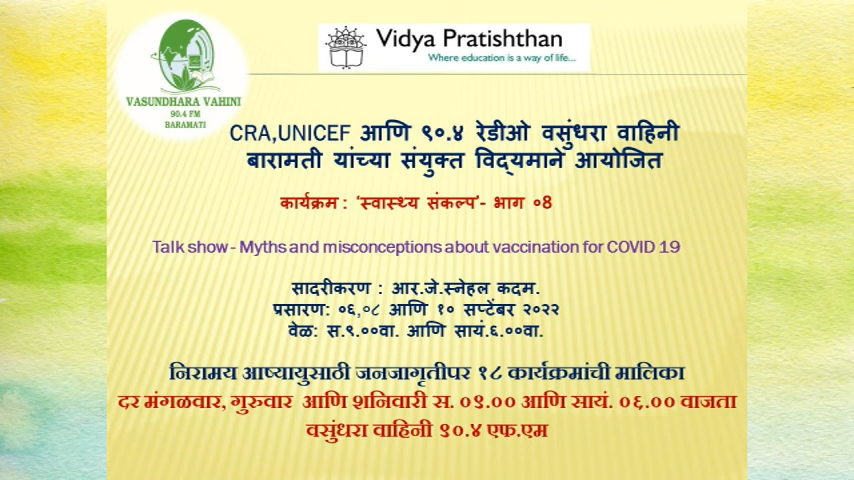 Vidya Pratishthan
Where education is a way of life...
VASUNDHARA VAHINI
90.4 FM
BARAMATI
CRA,UNICEF आणि ९०.४ रेडीओ वसुंधरा वाहिनी
बारामती यांच्या संयुक्त विद्यमाने आयोजित
कार्यक्रम : ‘स्वास्थ्य संकल्प’- भाग ०8
Talk show - Myths and misconceptions about vaccination for COVID 19
सादरीकरण : आर.जे.स्नेहल कदम.
प्रसारण: ०६,०८ आणि १० सप्टेंबर २०२२
वेळ: स.९.००वा. आणि सायं.६.००वा.
निरामय आष्यायुसाठी जनजागृतीपर १८ कार्यक्रमांची मालिका
दर मंगळवार, गुरुवार आणि शनिवारी स. ०९.०० आणि सायं. ०६.०० वाजता
वसुंधरा वाहिनी ९०.४ एफ.एम